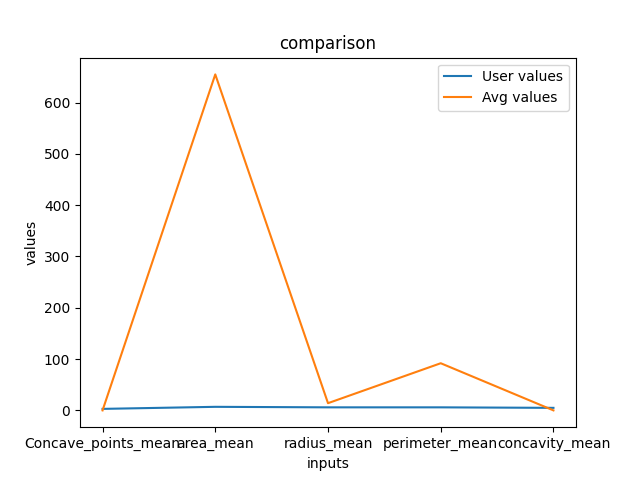 comparison
User values
Avg values
600
500
400
300
200
100
0
values
Concave_points_mean
area_mean
radius_mean
perimeter_mean
concavity_mean
inputs